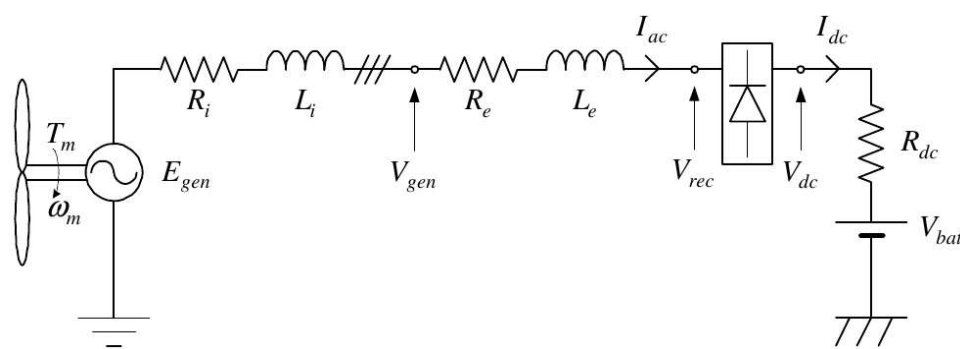 I_ac
I_dc
R_i
L_i
R_e
L_e
T_m
ω_m
E_gen
V_gen
V_rec
V_dc
R_dc
V_bat